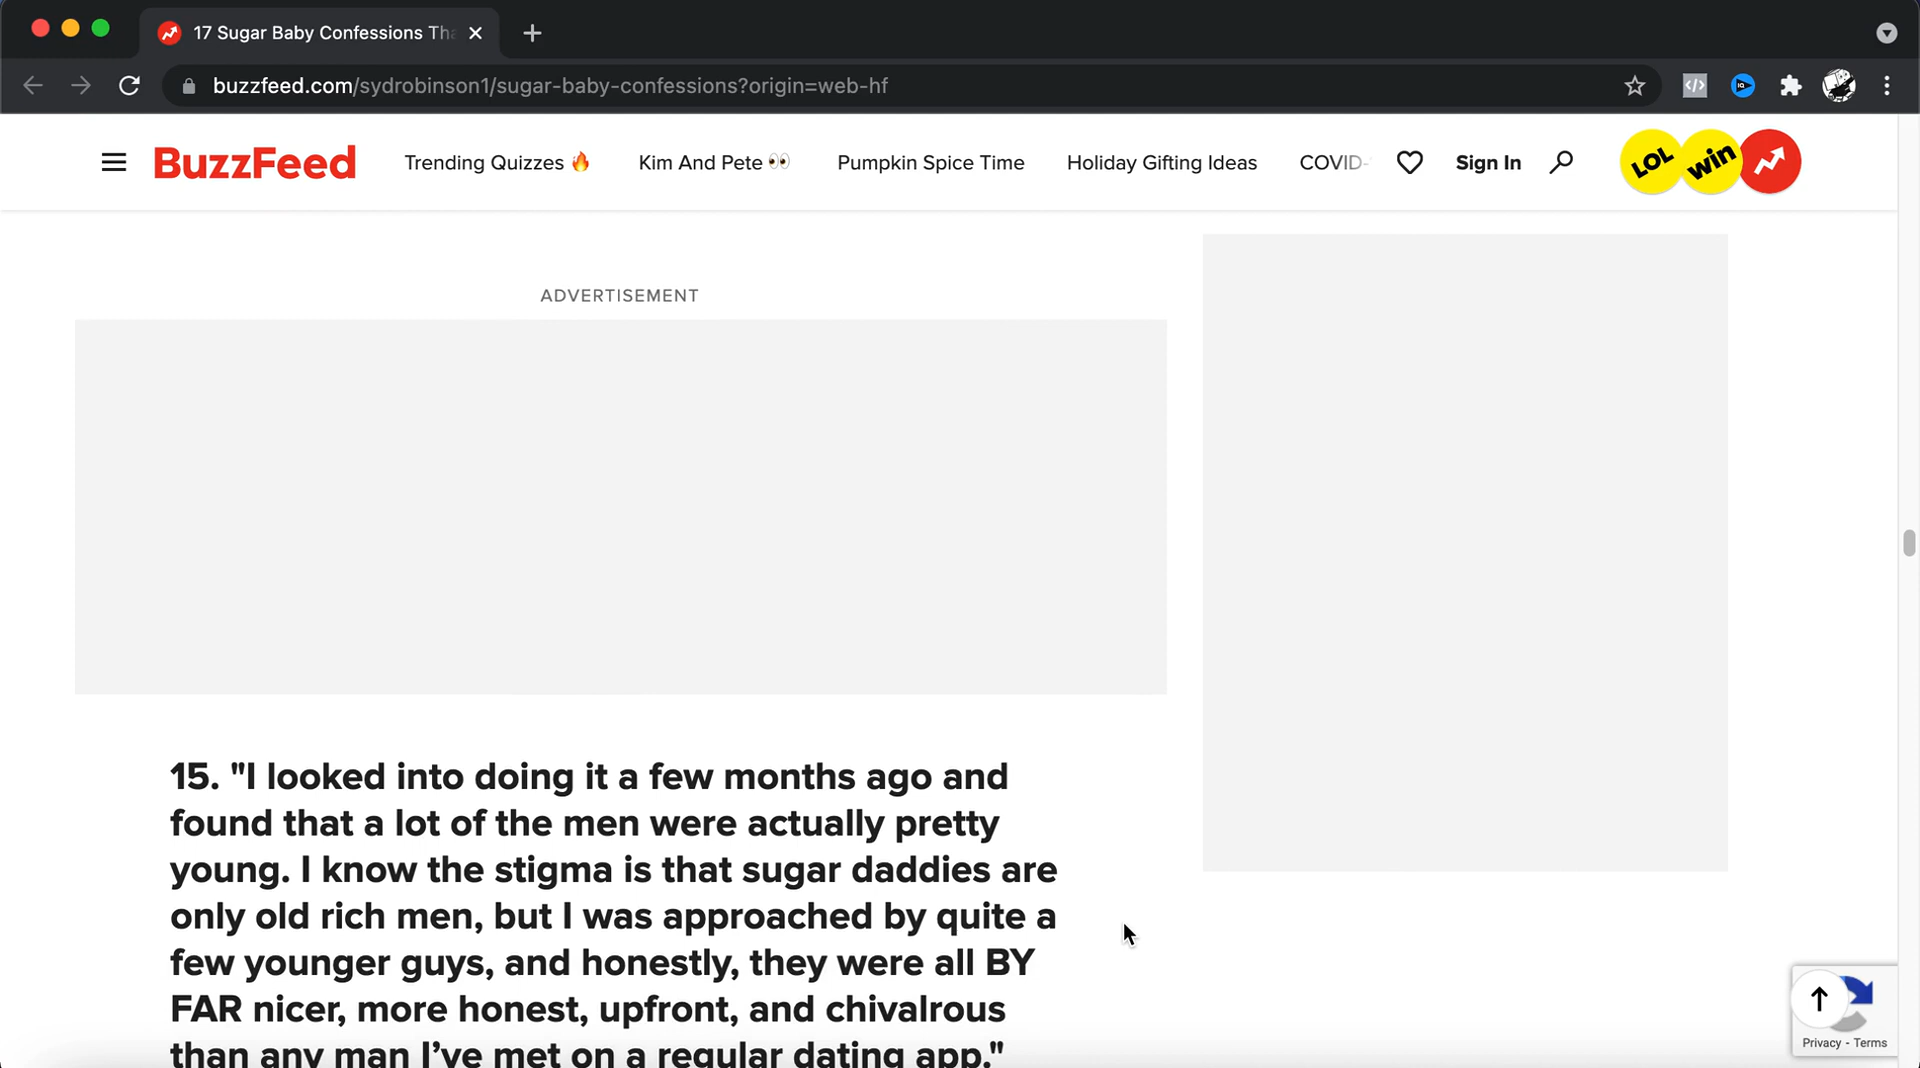 17 Sugar Baby Confessions Tha
buzzfeed.com/sydrobinson1/sugar-baby-confessions?origin=web-hf
BuzzFeed
Trending Quizzes 🔥 Kim And Pete 👀 Pumpkin Spice Time Holiday Gifting Ideas COVID- Sign In LOL win
ADVERTISEMENT
15. "I looked into doing it a few months ago and
found that a lot of the men were actually pretty
young. I know the stigma is that sugar daddies are
only old rich men, but I was approached by quite a
few younger guys, and honestly, they were all BY
FAR nicer, more honest, upfront, and chivalrous
than any man I’ve met on a regular dating app."
Privacy - Terms